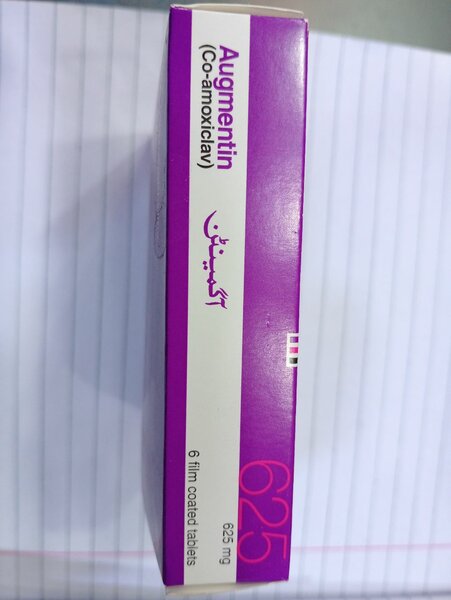 Augmentin
(Co-amoxiclav)
آگمینٹن
625
625 mg
6 film coated tablets